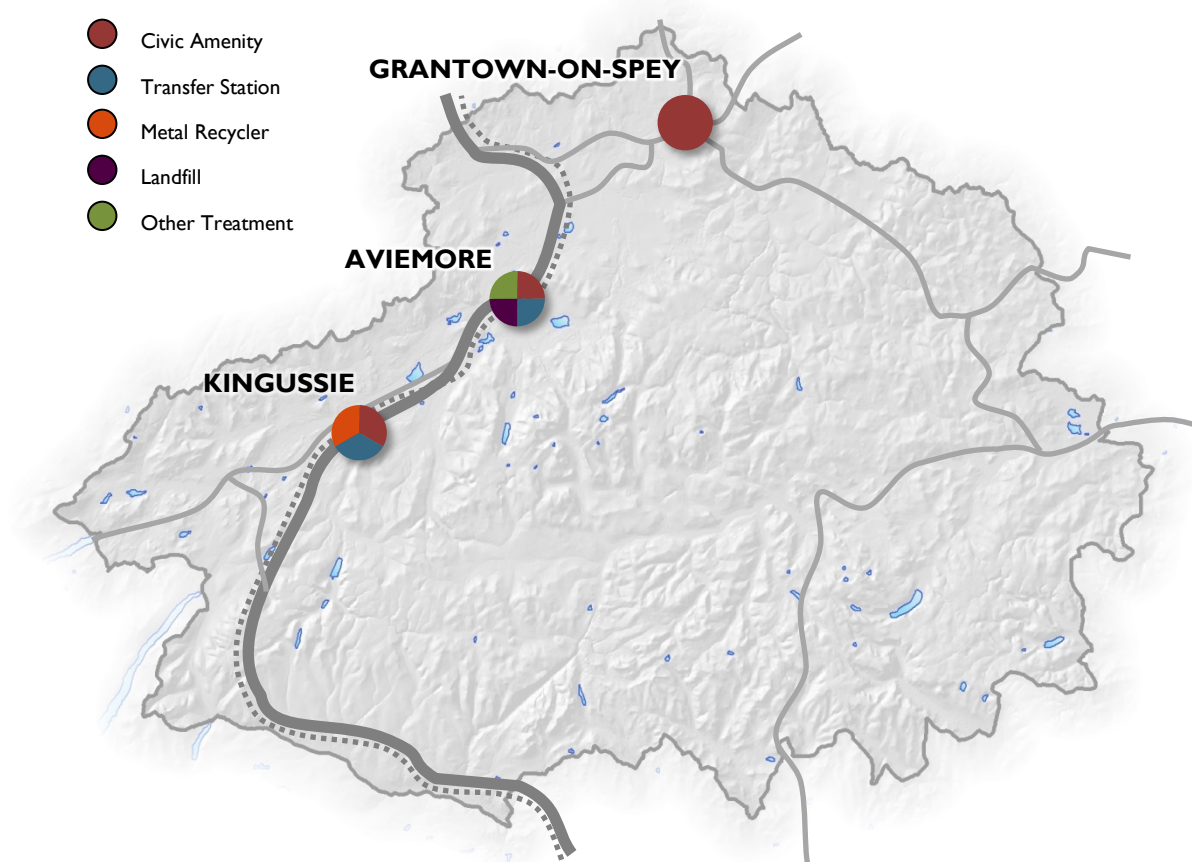 Civic Amenity
Transfer Station
Metal Recycler
Landfill
Other Treatment
GRANTOWN-ON-SPEY
AVIEMORE
KINGUSSIE